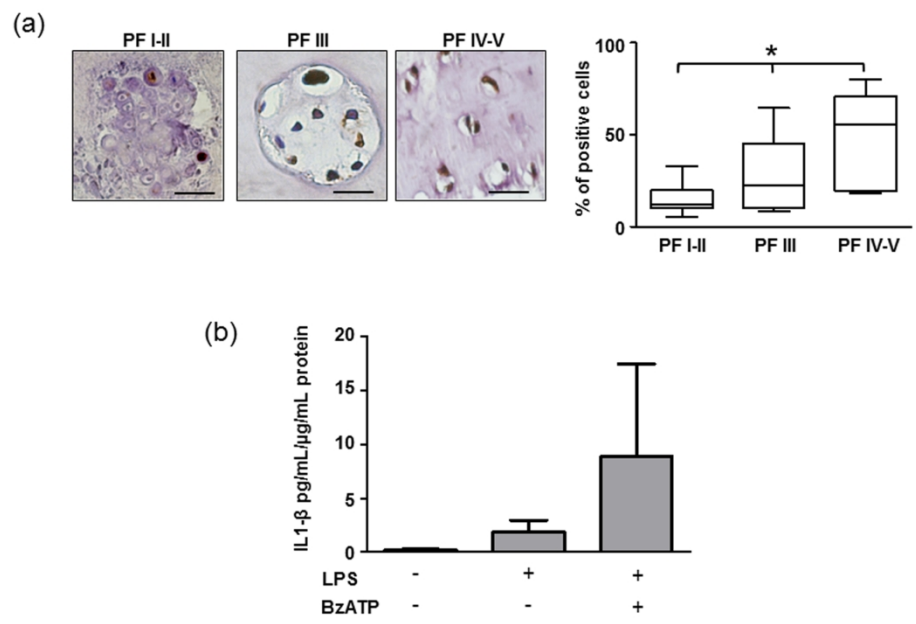 (a)
PF I-II PF III PF IV-V
% of positive cells
100
50
0
*
PF I-II PF III PF IV-V
(b)
IL1-β pg/mL/µg/mL protein
20
15
10
5
0
LPS - + +
BzATP - - +